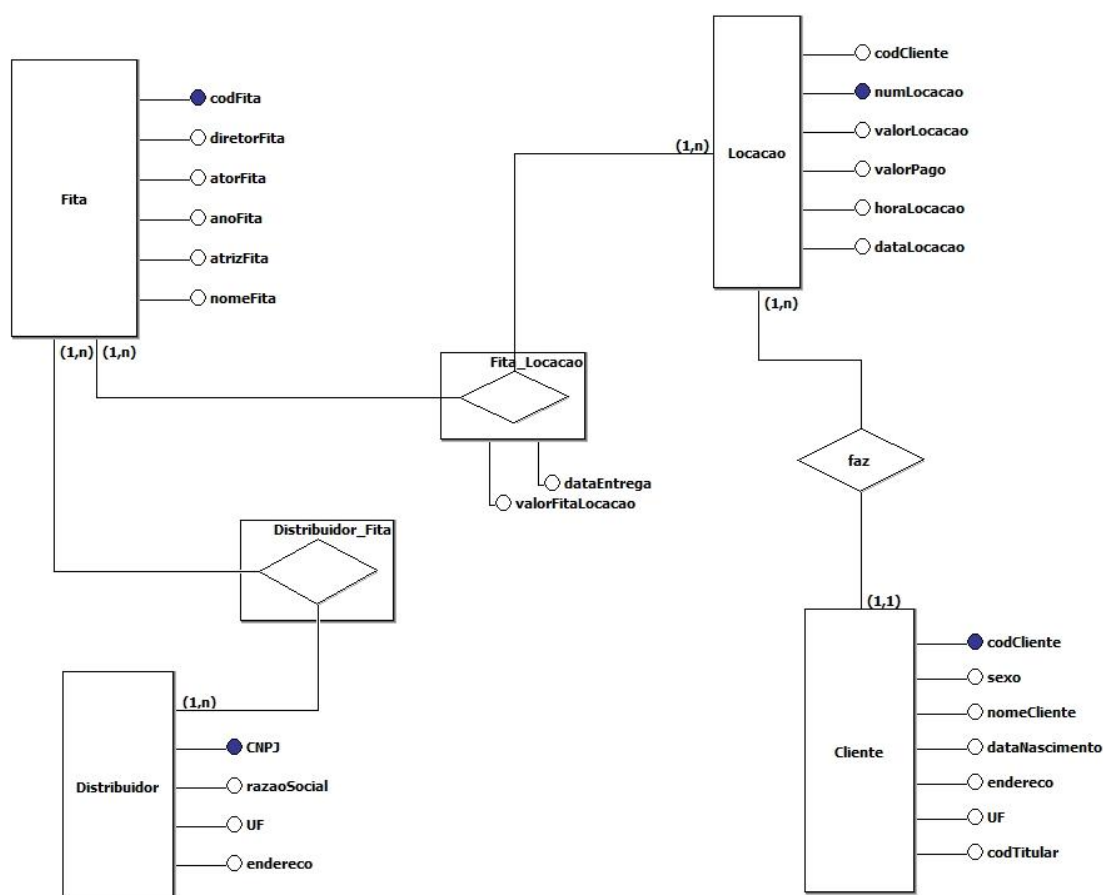 Fita
codFita
diretorFita
atorFita
anoFita
atrizFita
nomeFita
(1,n) (1,n)
Locacao
codCliente
numLocacao
valorLocacao
valorPago
horaLocacao
dataLocacao
(1,n)
(1,n)
Fita_Locacao
dataEntrega
valorFitaLocacao
faz
Distribuidor_Fita
(1,n)
Distribuidor
CNPJ
razaoSocial
UF
endereco
(1,1)
Cliente
codCliente
sexo
nomeCliente
dataNascimento
endereco
UF
codTitular